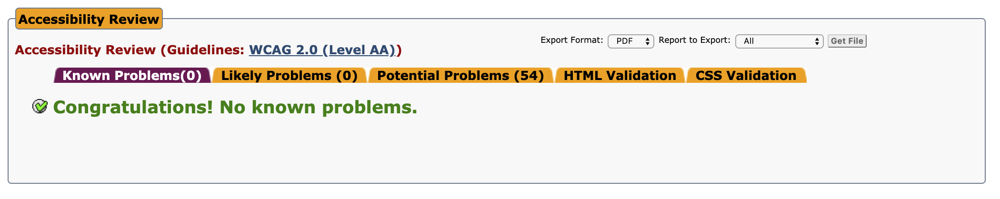 Accessibility Review
Export Format: PDF Report to Export: All Get File
Accessibility Review (Guidelines: WCAG 2.0 (Level AA))
Known Problems(0) Likely Problems (0) Potential Problems (54) HTML Validation CSS Validation
Congratulations! No known problems.